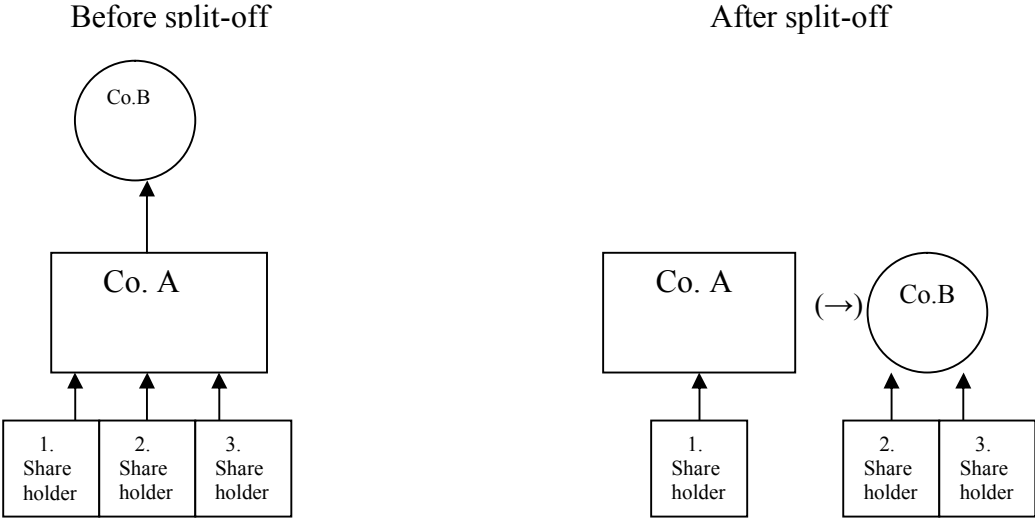 Before split-off
After split-off
Co.B
Co. A
Co. A
(→)
Co.B
1.
Share
holder
2.
Share
holder
3.
Share
holder
1.
Share
holder
2.
Share
holder
3.
Share
holder